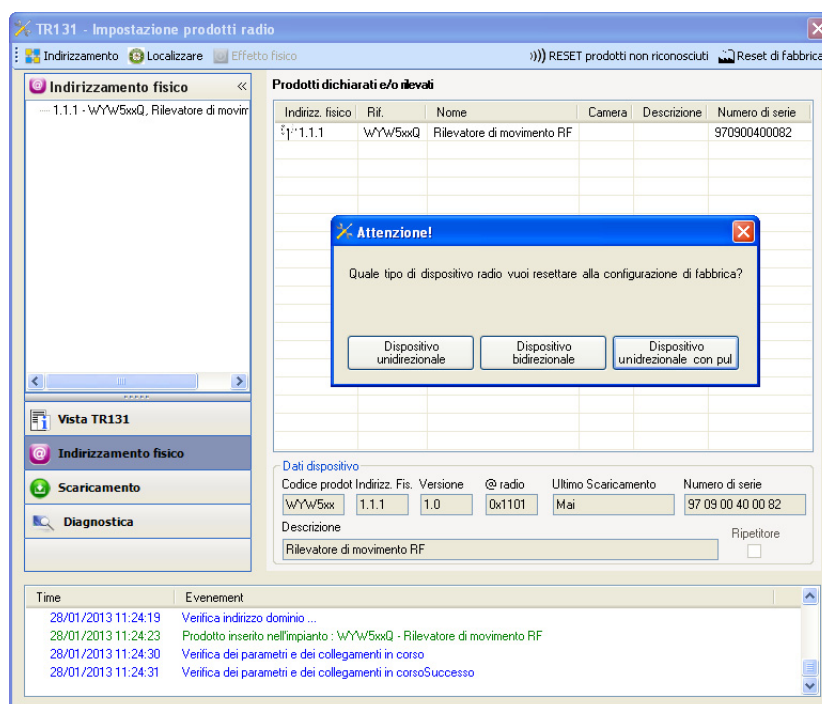 TR131 - Impostazione prodotti radio
Indirizzamento Localizzare Effetto fisico RESET prodotti non riconosciuti Reset di fabbrica
Indirizzamento fisico «
1.1.1 - WYW5xxQ, Rilevatore di movim
Prodotti dichiarati e/o rilevati
Indirizz. fisico Rif. Nome Camera Descrizione Numero di serie
1.1.1 WYW5xxQ Rilevatore di movimento RF 970900400082
Attenzione!
Quale tipo di dispositivo radio vuoi resettare alla configurazione di fabbrica?
Dispositivo unidirezionale
Dispositivo bidirezionale
Dispositivo unidrezionale con pul
Vista TR131
Indirizzamento fisico
Scaricamento
Diagnostica
Dati dispositivo
Codice prodot Indirizz. Fis. Versione @ radio Ultimo Scaricamento Numero di serie
WYW5xx 1.1.1 1.0 0x1101 Mai 97 09 00 40 00 82
Descrizione
Ripetitore
Rilevatore di movimento RF
Time Evenement
28/01/2013 11:24:19 Verifica indirizzo dominio ...
28/01/2013 11:24:23 Prodotto inserito nell'impianto : WYW5xxQ - Rilevatore di movimento RF
28/01/2013 11:24:30 Verifica dei parametri e dei collegamenti in corso
28/01/2013 11:24:31 Verifica dei parametri e dei collegamenti in corsoSuccesso